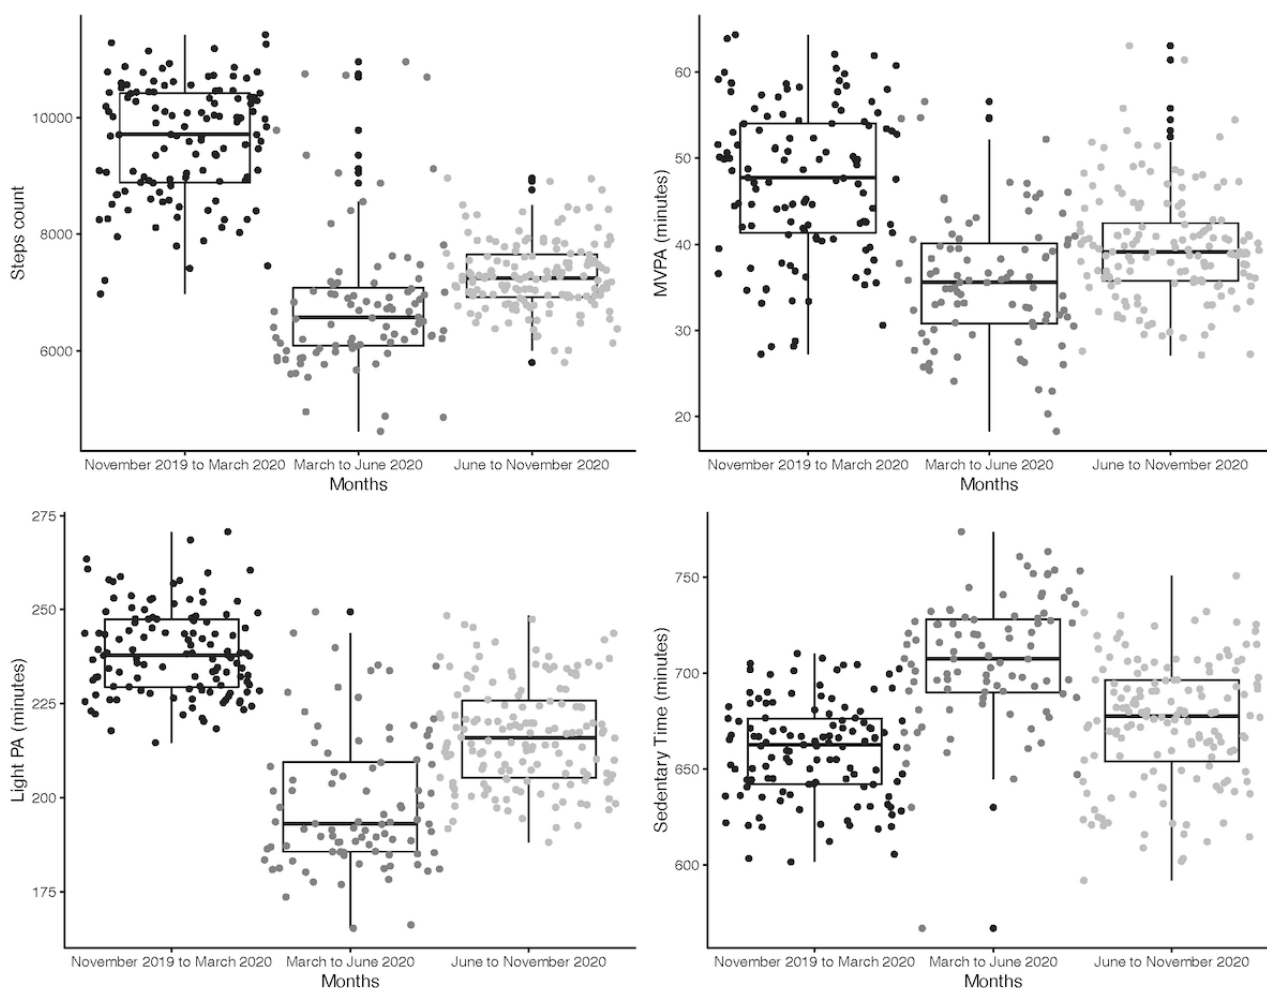 Steps count
10000
8000
6000
November 2019 to March 2020 March to June 2020 June to November 2020
Months
MVPA (minutes)
60
50
40
30
20
November 2019 to March 2020 March to June 2020 June to November 2020
Months
Light PA (minutes)
275
250
225
200
175
November 2019 to March 2020 March to June 2020 June to November 2020
Months
Sedentary Time (minutes)
750
700
650
600
November 2019 to March 2020 March to June 2020 June to November 2020
Months